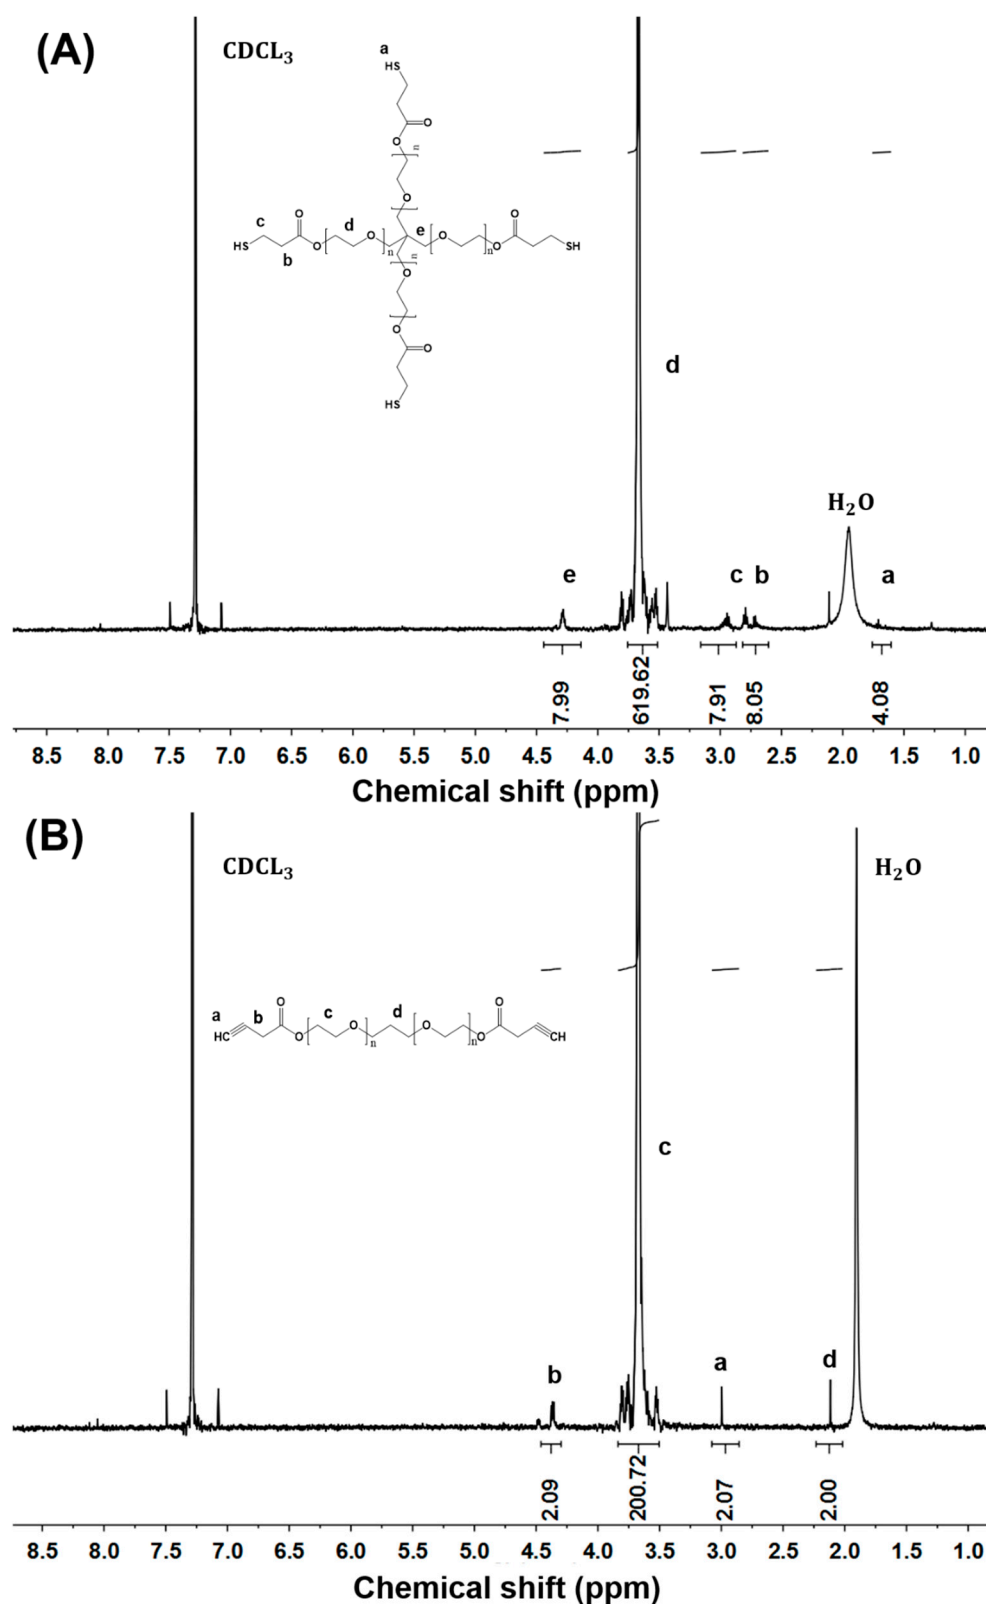 (A)
CDCL₃
a
HS
O
O
n
O
c
O
d
e
O
HS
O
O
n
n
O
n
O
SH
b
O
O
O
HS
d
H₂O
e
c
b
a
7.99
619.62
7.91
8.05
4.08
8.5 8.0 7.5 7.0 6.5 6.0 5.5 5.0 4.5 4.0 3.5 3.0 2.5 2.0 1.5 1.0
Chemical shift (ppm)
(B)
CDCL₃
H₂O
a
b
O
c
d
O
HC
O
O
n
O
n
O
CH
c
b
a
d
2.09
200.72
2.07
2.00
8.5 8.0 7.5 7.0 6.5 6.0 5.5 5.0 4.5 4.0 3.5 3.0 2.5 2.0 1.5 1.0
Chemical shift (ppm)